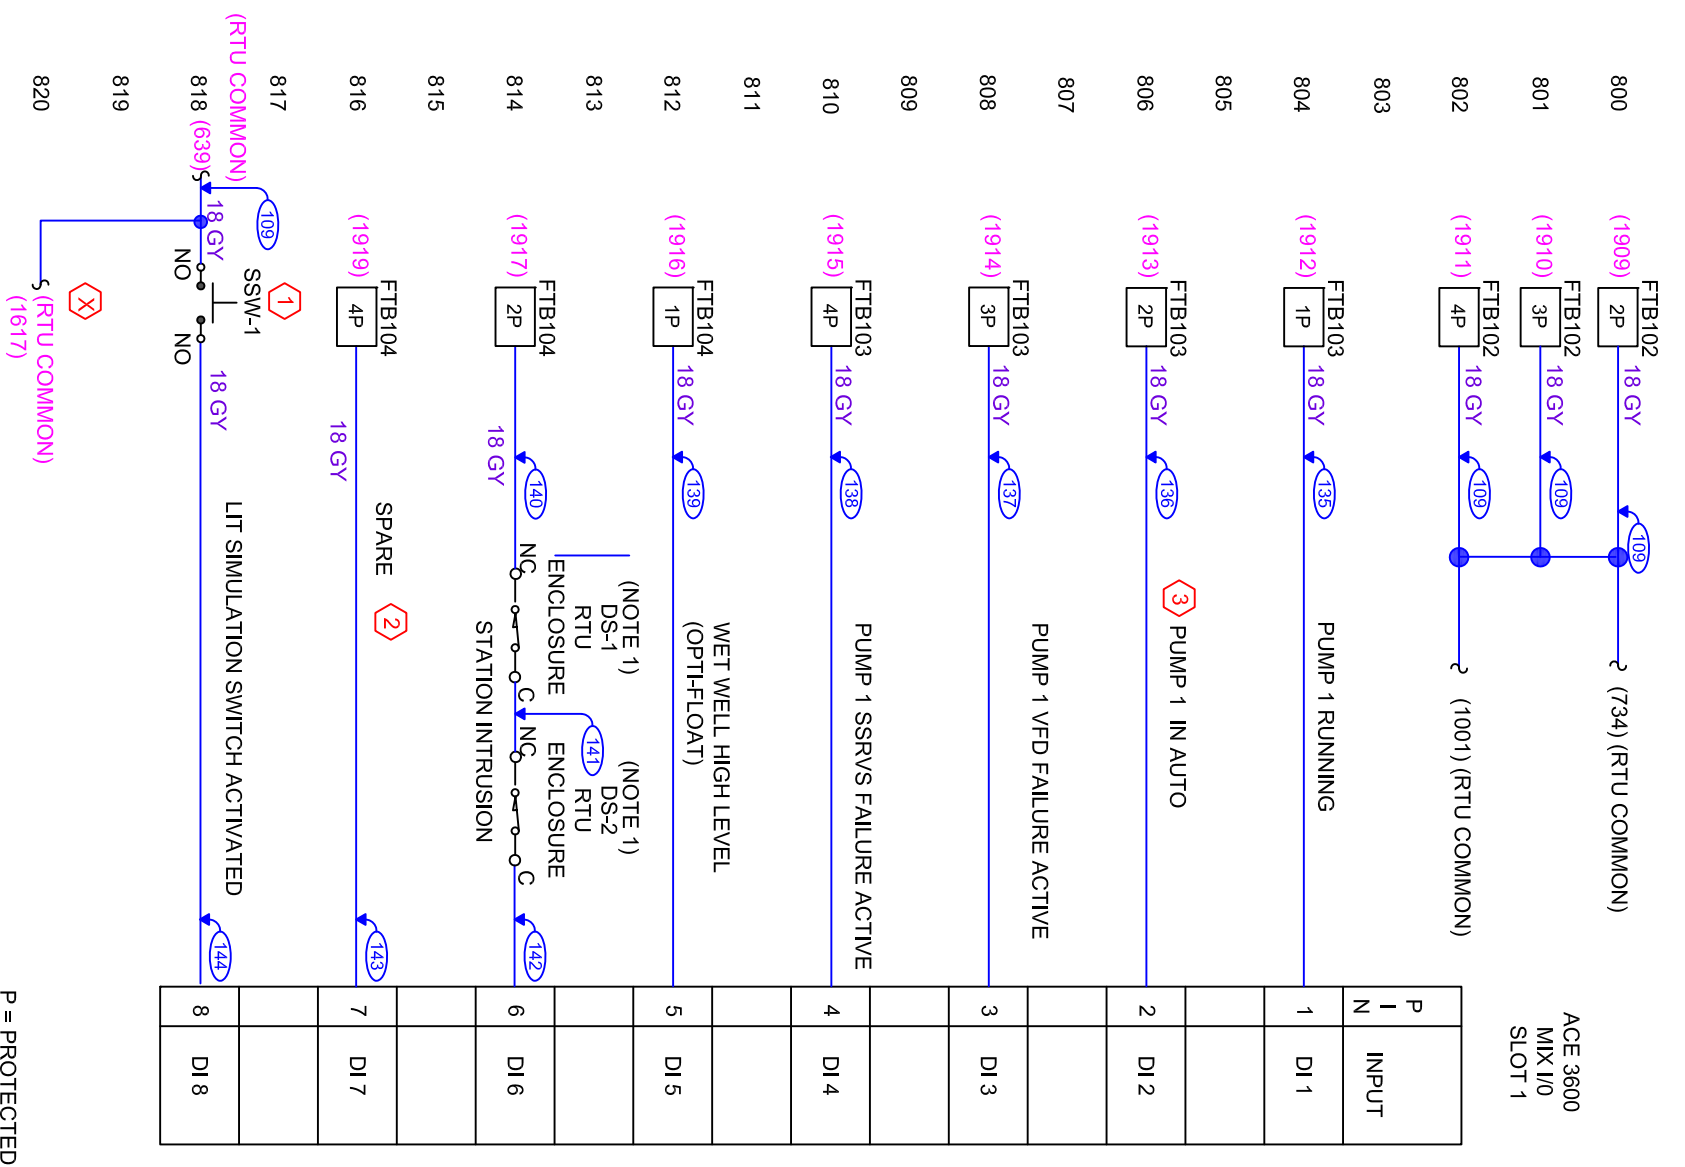 ACE 3600
MIX I/0
SLOT 1
PIN
INPUT
800
(1909)
FTB102
2P
18 GY
109
(734) (RTU COMMON)
801
(1910)
FTB102
3P
18 GY
109
802
(1911)
FTB102
4P
18 GY
109
(1001) (RTU COMMON)
803
804
(1912)
FTB103
1P
18 GY
135
PUMP 1 RUNNING
1
DI 1
805
806
(1913)
FTB103
2P
18 GY
136
3
PUMP 1 IN AUTO
2
DI 2
807
808
(1914)
FTB103
3P
18 GY
137
PUMP 1 VFD FAILURE ACTIVE
3
DI 3
809
810
(1915)
FTB103
4P
18 GY
138
PUMP 1 SSRVS FAILURE ACTIVE
4
DI 4
811
812
(1916)
FTB104
1P
18 GY
139
WET WELL HIGH LEVEL
(OPTI-FLOAT)
5
DI 5
813
814
(1917)
FTB104
2P
18 GY
140
(NOTE 1)
DS-1
RTU
ENCLOSURE
NC
C
141
(NOTE 1)
DS-2
RTU
ENCLOSURE
NC
C
STATION INTRUSION
142
6
DI 6
815
816
(1919)
FTB104
4P
18 GY
SPARE
2
143
7
DI 7
817
(RTU COMMON)
818
(639)
109
18 GY
1
SSW-1
NO
NO
18 GY
LIT SIMULATION SWITCH ACTIVATED
144
8
DI 8
819
820
X
(RTU COMMON)
(1617)
P = PROTECTED